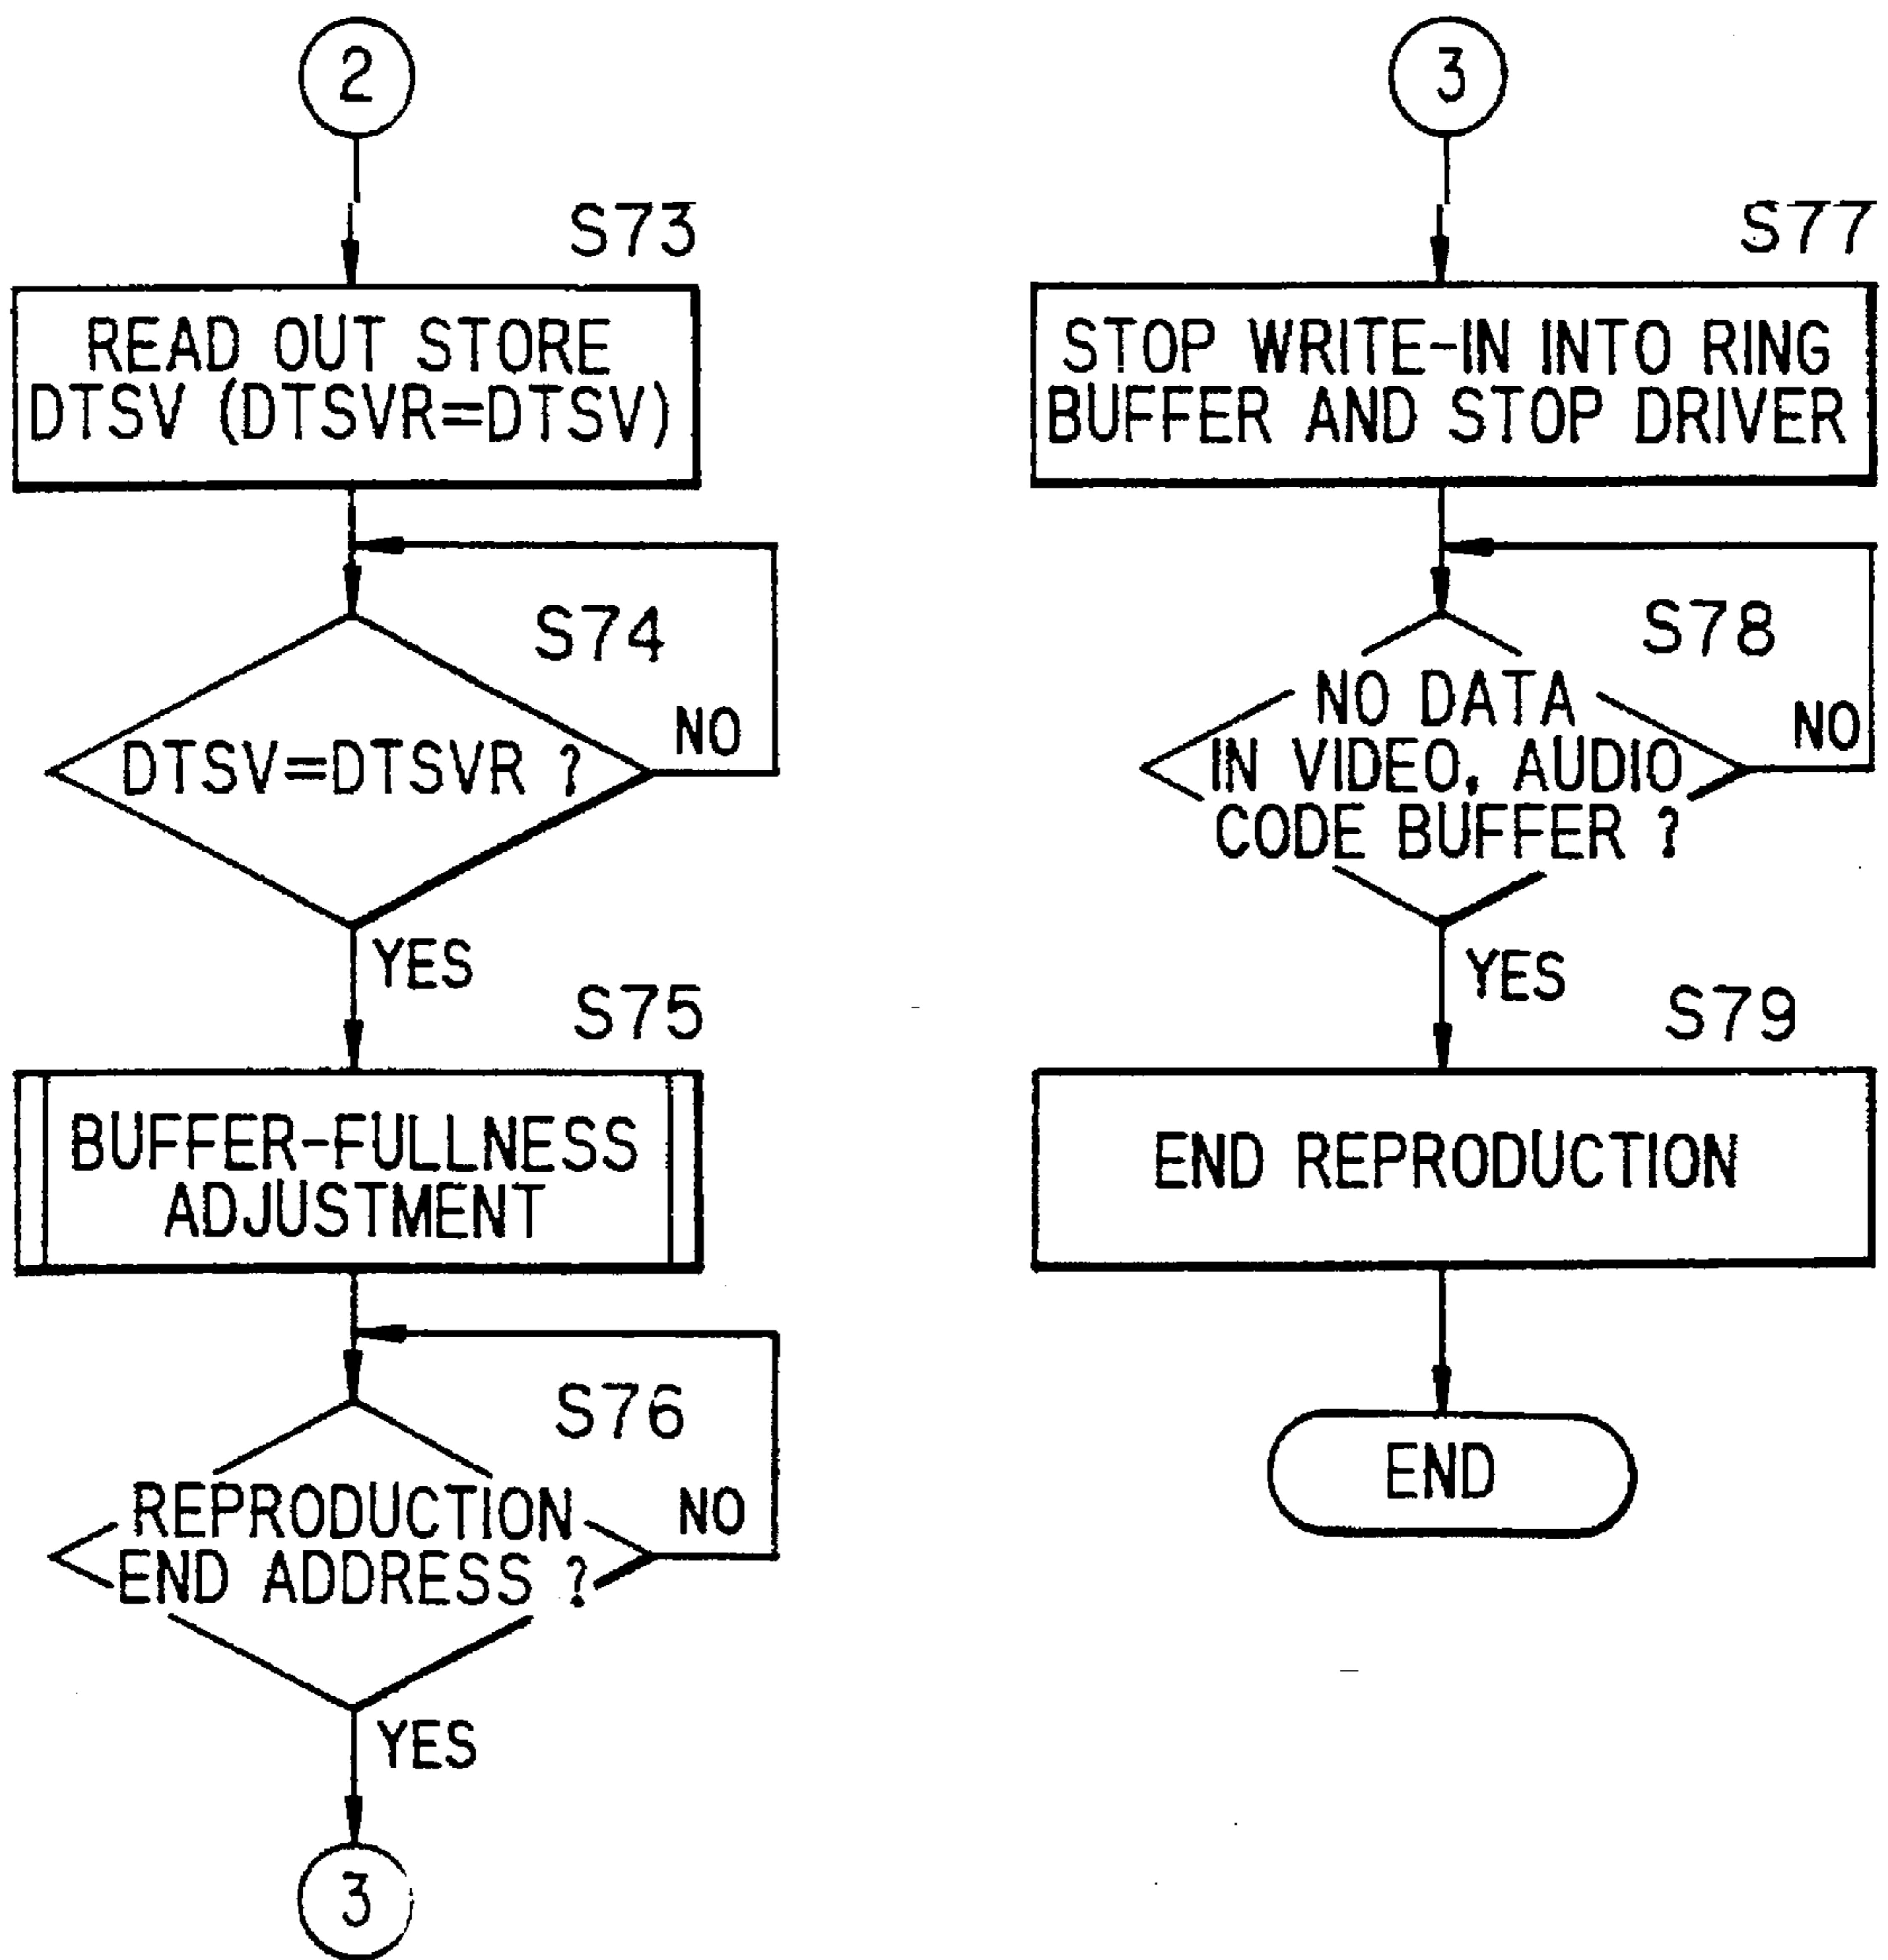 2
S73
READ OUT STORE
DTSV (DTSVR=DTSV)
S74
DTSV=DTSVR ?
NO
YES
S75
BUFFER-FULLNESS
ADJUSTMENT
S76
REPRODUCTION
END ADDRESS ?
NO
YES
3
3
S77
STOP WRITE-IN INTO RING
BUFFER AND STOP DRIVER
S78
NO DATA
IN VIDEO, AUDIO
CODE BUFFER ?
NO
YES
S79
END REPRODUCTION
END